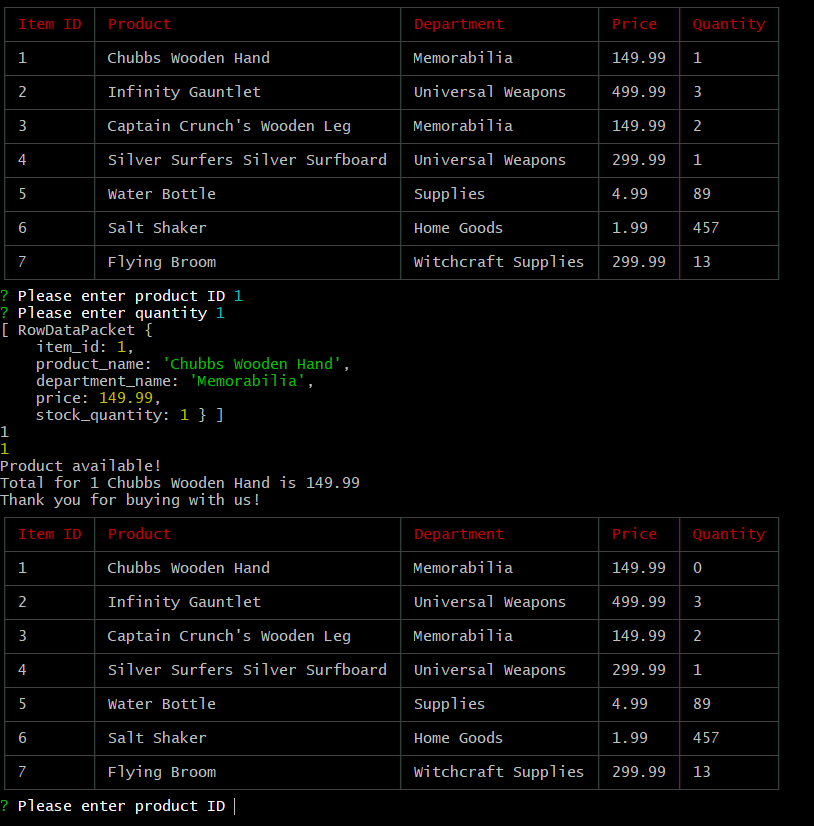 Item ID Product Department Price Quantity
1 Chubbs Wooden Hand Memorabilia 149.99 1
2 Infinity Gauntlet Universal Weapons 499.99 3
3 Captain Crunch's Wooden Leg Memorabilia 149.99 2
4 Silver Surfers Silver Surfboard Universal Weapons 299.99 1
5 Water Bottle Supplies 4.99 89
6 Salt Shaker Home Goods 1.99 457
7 Flying Broom Witchcraft Supplies 299.99 13
? Please enter product ID 1
? Please enter quantity 1
[ RowDataPacket {
    item_id: 1,
    product_name: 'Chubbs Wooden Hand',
    department_name: 'Memorabilia',
    price: 149.99,
    stock_quantity: 1 } ]
1
1
Product available!
Total for 1 Chubbs Wooden Hand is 149.99
Thank you for buying with us!
Item ID Product Department Price Quantity
1 Chubbs Wooden Hand Memorabilia 149.99 0
2 Infinity Gauntlet Universal Weapons 499.99 3
3 Captain Crunch's Wooden Leg Memorabilia 149.99 2
4 Silver Surfers Silver Surfboard Universal Weapons 299.99 1
5 Water Bottle Supplies 4.99 89
6 Salt Shaker Home Goods 1.99 457
7 Flying Broom Witchcraft Supplies 299.99 13
? Please enter product ID